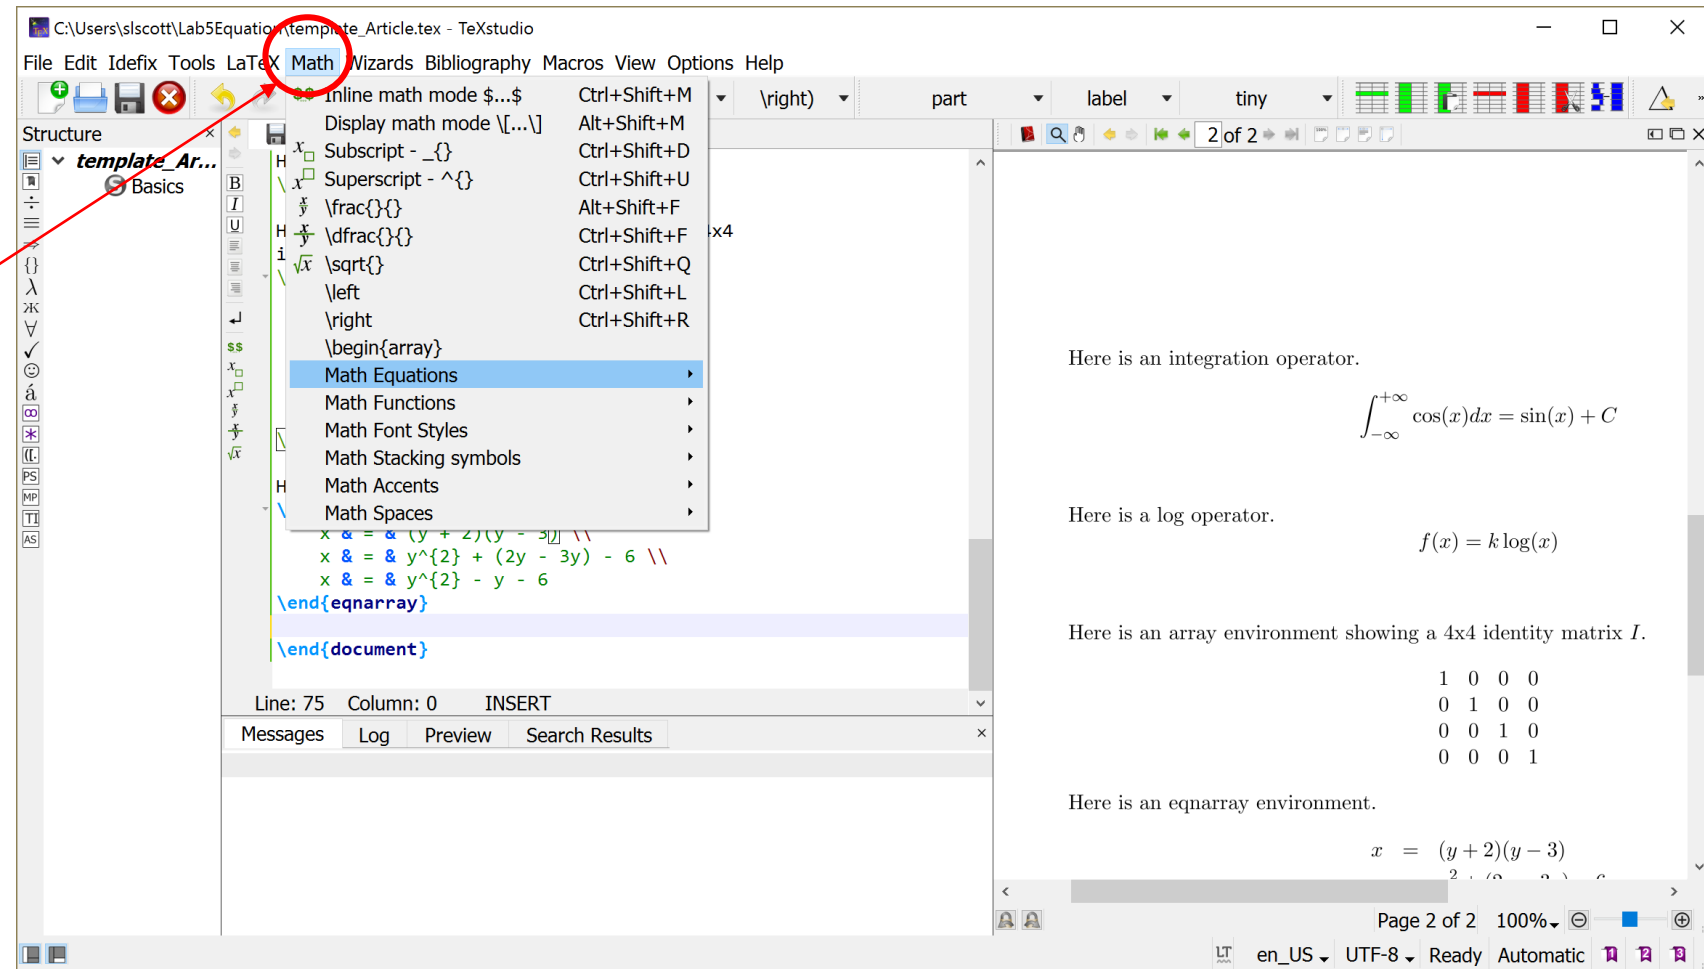 C:\Users\slscott\Lab5Equation\template_Article.tex - TeXstudio
File Edit Idefix Tools LaTeX Math Wizards Bibliography Macros View Options Help
\right) part label tiny
Structure
template_Ar...
Basics
Inline math mode $...$ Ctrl+Shift+M
Display math mode \[...\] Alt+Shift+M
Subscript - _{} Ctrl+Shift+D
Superscript - ^{} Ctrl+Shift+U
\frac{}{} Alt+Shift+F
\dfrac{}{} Ctrl+Shift+F
\sqrt{} Ctrl+Shift+Q
\left Ctrl+Shift+L
\right Ctrl+Shift+R
\begin{array}
Math Equations
Math Functions
Math Font Styles
Math Stacking symbols
Math Accents
Math Spaces
x & = & (y + 2)(y - 3) \\
x & = & y^{2} + (2y - 3y) - 6 \\
x & = & y^{2} - y - 6
\end{eqnarray}
\end{document}
Line: 75 Column: 0 INSERT
Messages Log Preview Search Results
2 of 2
Here is an integration operator.
∫_{−∞}^{+∞} cos(x)dx = sin(x) + C
Here is a log operator.
f(x) = k log(x)
Here is an array environment showing a 4x4 identity matrix I.
1 0 0 0
0 1 0 0
0 0 1 0
0 0 0 1
Here is an eqnarray environment.
x = (y + 2)(y − 3)
Page 2 of 2 100%
en_US UTF-8 Ready Automatic